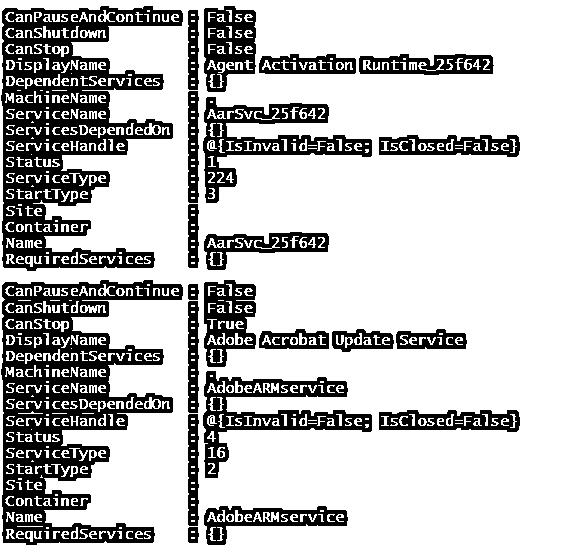 CanPauseAndContinue : False
CanShutdown : False
CanStop : False
DisplayName : Agent Activation Runtime_25f642
DependentServices : {}
MachineName : .
ServiceName : AarSvc_25f642
ServicesDependedOn : {}
ServiceHandle : @{IsInvalid=False; IsClosed=False}
Status : 1
ServiceType : 224
StartType : 3
Site :
Container :
Name : AarSvc_25f642
RequiredServices : {}
CanPauseAndContinue : False
CanShutdown : False
CanStop : True
DisplayName : Adobe Acrobat Update Service
DependentServices : {}
MachineName : .
ServiceName : AdobeARMservice
ServicesDependedOn : {}
ServiceHandle : @{IsInvalid=False; IsClosed=False}
Status : 4
ServiceType : 16
StartType : 2
Site :
Container :
Name : AdobeARMservice
RequiredServices : {}